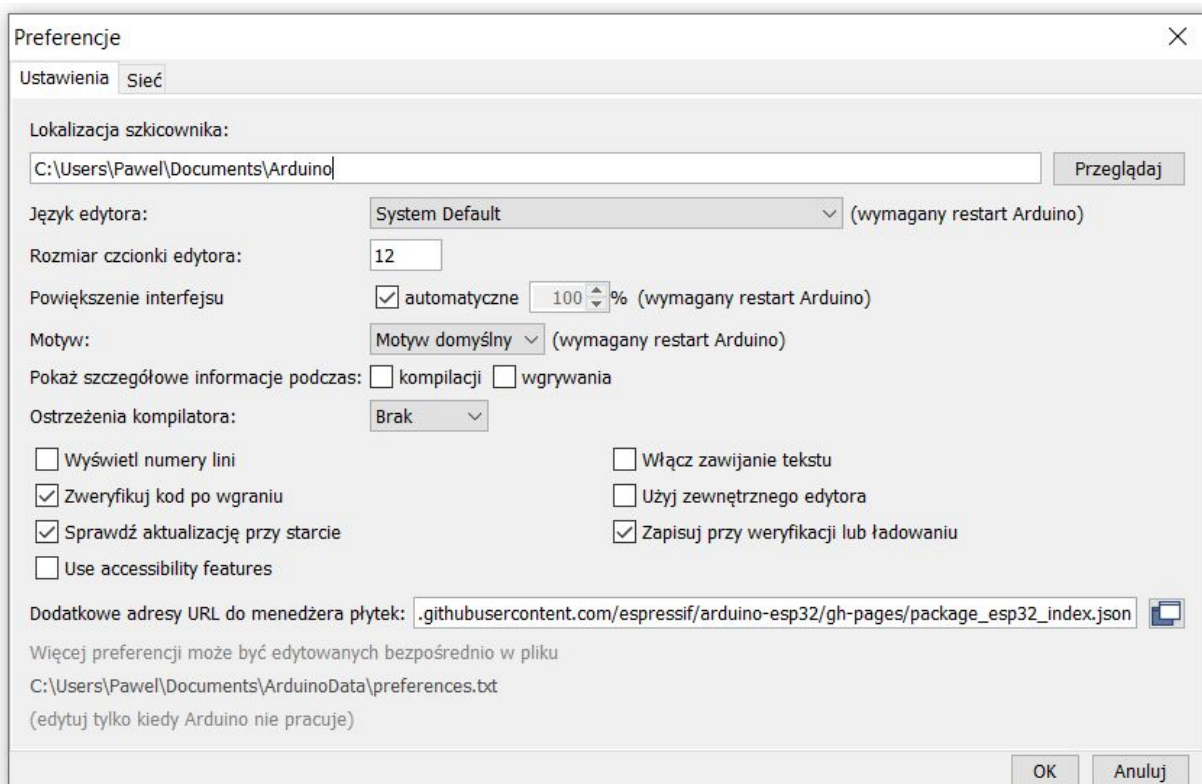 Preferencje
Ustawienia Sieć
Lokalizacja szkicownika:
C:\Users\Pawel\Documents\Arduino Przeglądaj
Język edytora: System Default (wymagany restart Arduino)
Rozmiar czcionki edytora: 12
Powiększenie interfejsu automatyczne 100 % (wymagany restart Arduino)
Motyw: Motyw domyślny (wymagany restart Arduino)
Pokaż szczegółowe informacje podczas: kompilacji wgrywania
Ostrzeżenia kompilatora: Brak
Wyświetl numery lini Włącz zawijanie tekstu
Zweryfikuj kod po wgraniu Użyj zewnętrznego edytora
Sprawdź aktualizację przy starcie Zapisuj przy weryfikacji lub ładowaniu
Use accessibility features
Dodatkowe adresy URL do menedżera płytek: .githubusercontent.com/espressif/arduino-esp32/gh-pages/package_esp32_index.json
Więcej preferencji może być edytowanych bezpośrednio w pliku
C:\Users\Pawel\Documents\ArduinoData\preferences.txt
(edytuj tylko kiedy Arduino nie pracuje)
OK Anuluj